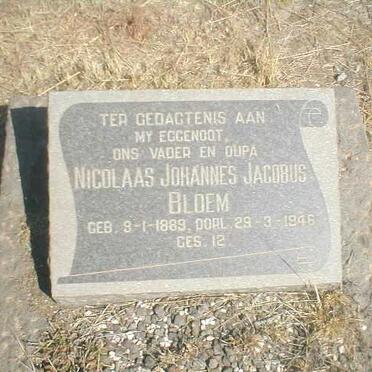 TER GEDAGTENIS AAN
MY EGGENOOT,
ONS VADER EN OUPA
NICOLAAS JOHANNES JACOBUS
BLOEM
GEB. 9-1-1889, OORL. 29-3-1946
GES. 12